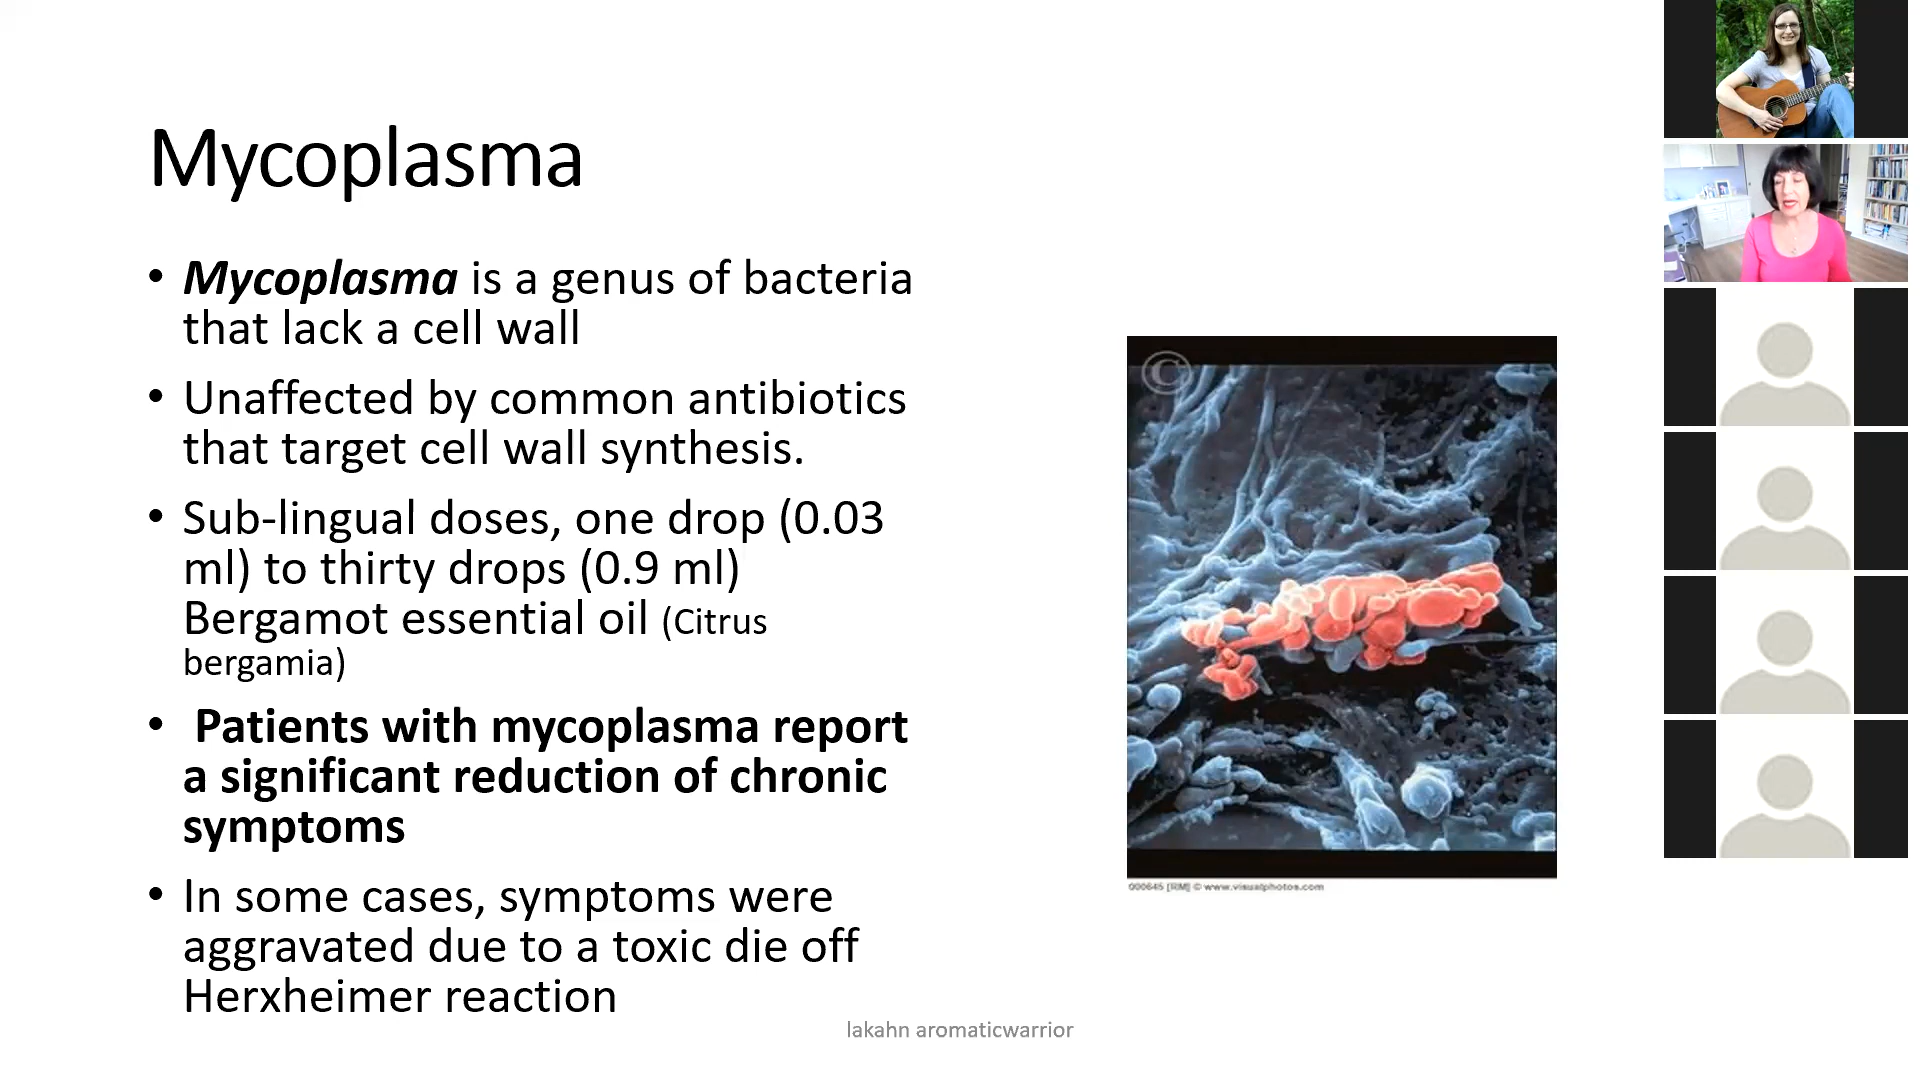 Mycoplasma
• Mycoplasma is a genus of bacteria
that lack a cell wall
• Unaffected by common antibiotics
that target cell wall synthesis.
• Sub-lingual doses, one drop (0.03
ml) to thirty drops (0.9 ml)
Bergamot essential oil (Citrus
bergamia)
• Patients with mycoplasma report
a significant reduction of chronic
symptoms
• In some cases, symptoms were
aggravated due to a toxic die off
Herxheimer reaction
©
000645 [RM] © www.visualphotos.com
lakahn aromaticwarrior